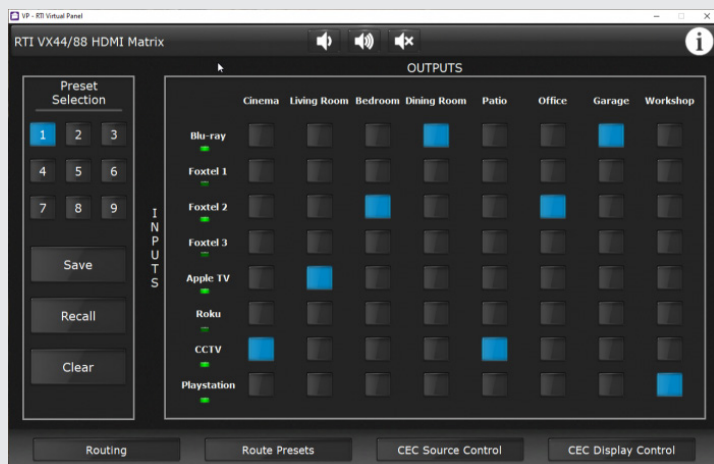 VP - RTI Virtual Panel
RTI VX44/88 HDMI Matrix
i
OUTPUTS
Preset
Selection
1 2 3
4 5 6
7 8 9
Save
Recall
Clear
INPUTS
Cinema Living Room Bedroom Dining Room Patio Office Garage Workshop
Blu-ray
Foxtel 1
Foxtel 2
Foxtel 3
Apple TV
Roku
CCTV
Playstation
Routing Route Presets CEC Source Control CEC Display Control